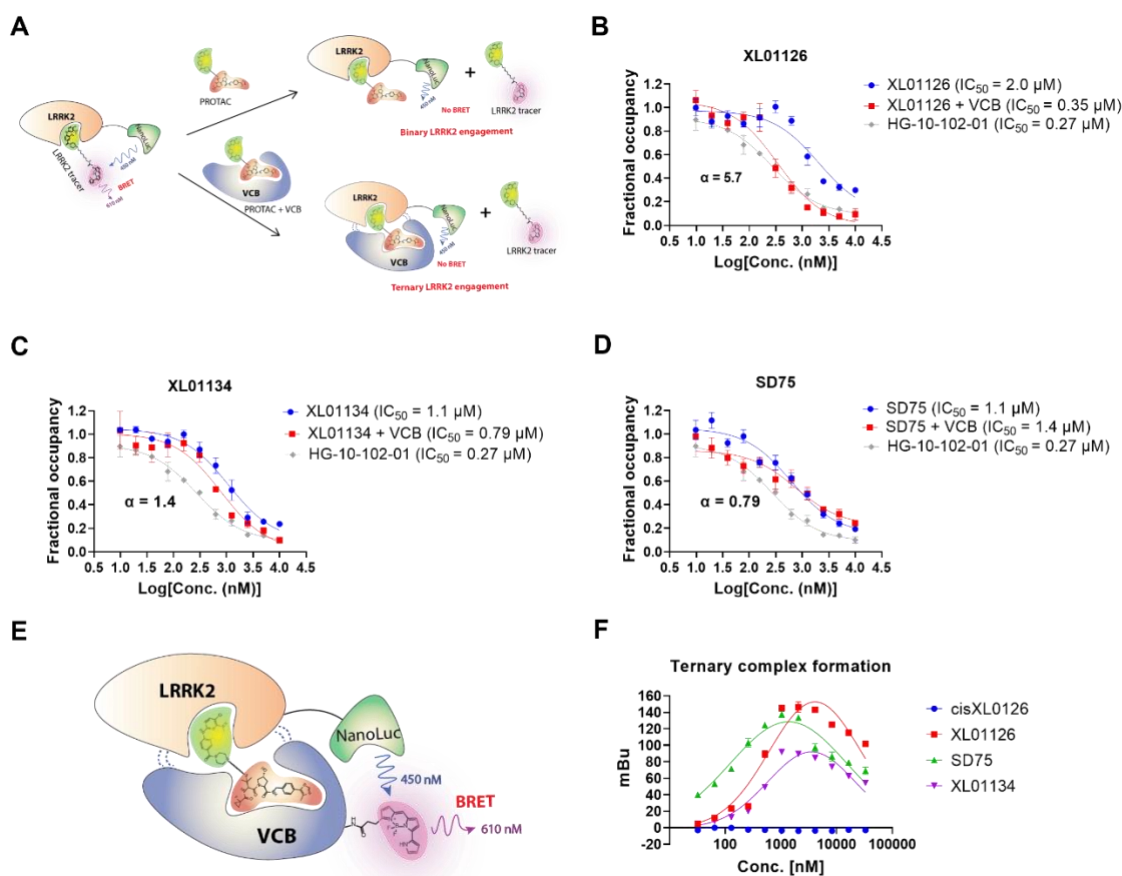 A
LRRK2
LRRK2 tracer
NanoLuc
450 nM
BRET
610 nM
PROTAC
VCB
PROTAC + VCB
LRRK2
NanoLuc
450 nM
No BRET
+
LRRK2 tracer
Binary LRRK2 engagement
LRRK2
NanoLuc
450 nM
No BRET
VCB
+
LRRK2 tracer
Ternary LRRK2 engagement
B
XL01126
Fractional occupancy
1.2
1.0
0.8
0.6
0.4
0.2
0.0
α = 5.7
0.5 1.0 1.5 2.0 2.5 3.0 3.5 4.0 4.5
Log[Conc. (nM)]
XL01126 (IC50 = 2.0 µM)
XL01126 + VCB (IC50 = 0.35 µM)
HG-10-102-01 (IC50 = 0.27 µM)
C
XL01134
Fractional occupancy
1.2
1.0
0.8
0.6
0.4
0.2
0.0
α = 1.4
0.5 1.0 1.5 2.0 2.5 3.0 3.5 4.0 4.5
Log[Conc. (nM)]
XL01134 (IC50 = 1.1 µM)
XL01134 + VCB (IC50 = 0.79 µM)
HG-10-102-01 (IC50 = 0.27 µM)
D
SD75
Fractional occupancy
1.2
1.0
0.8
0.6
0.4
0.2
0.0
α = 0.79
0.5 1.0 1.5 2.0 2.5 3.0 3.5 4.0 4.5
Log[Conc. (nM)]
SD75 (IC50 = 1.1 µM)
SD75 + VCB (IC50 = 1.4 µM)
HG-10-102-01 (IC50 = 0.27 µM)
E
LRRK2
NanoLuc
450 nM
BRET
610 nM
VCB
F
Ternary complex formation
mBu
160
140
120
100
80
60
40
20
0
-20
100 1000 10000 100000
Conc. [nM]
cisXL0126
XL01126
SD75
XL01134